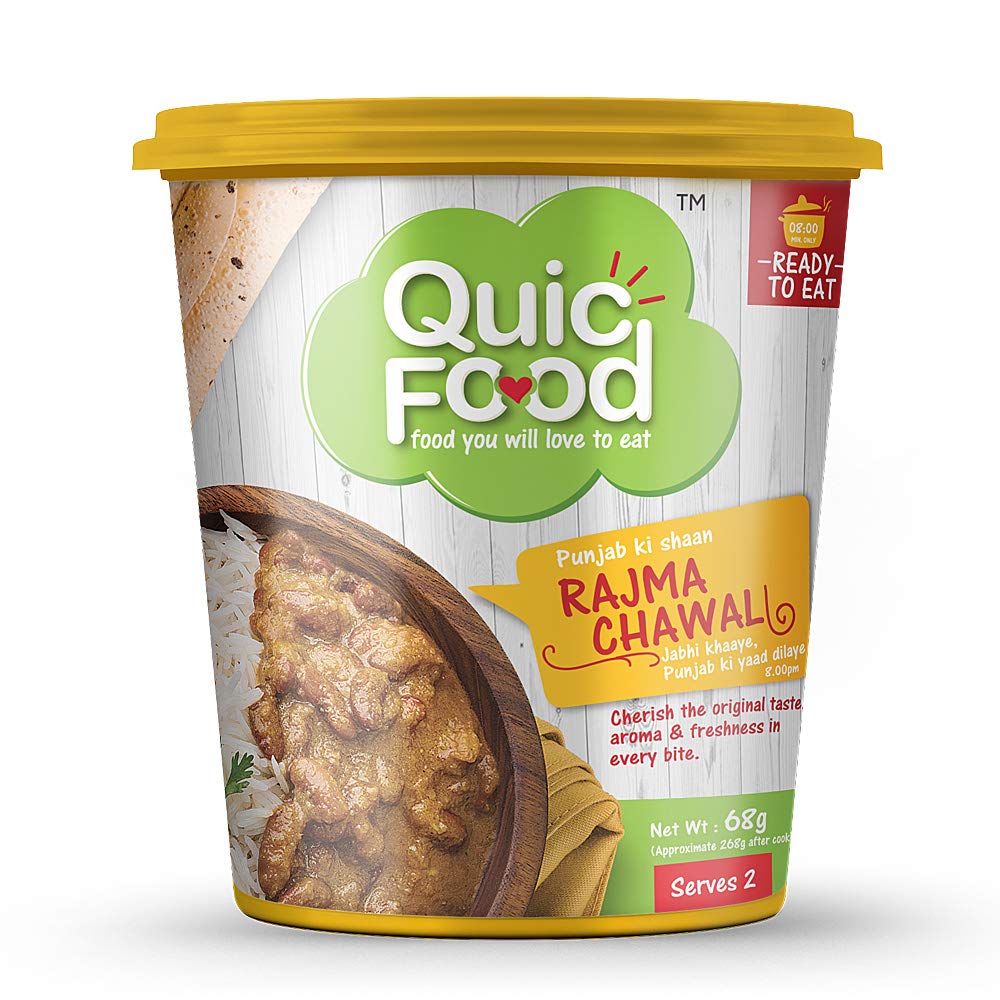 TM
Quic
Food
food you will love to eat
08:00
MIN. ONLY
READY
TO EAT
Punjab ki shaan
RAJMA
CHAWAL
Jabhi khaaye,
Punjab ki yaad dilaye
8.00pm
Cherish the original taste,
aroma & freshness in
every bite.
Net Wt : 68g
(Approximate 268g after cook
Serves 2